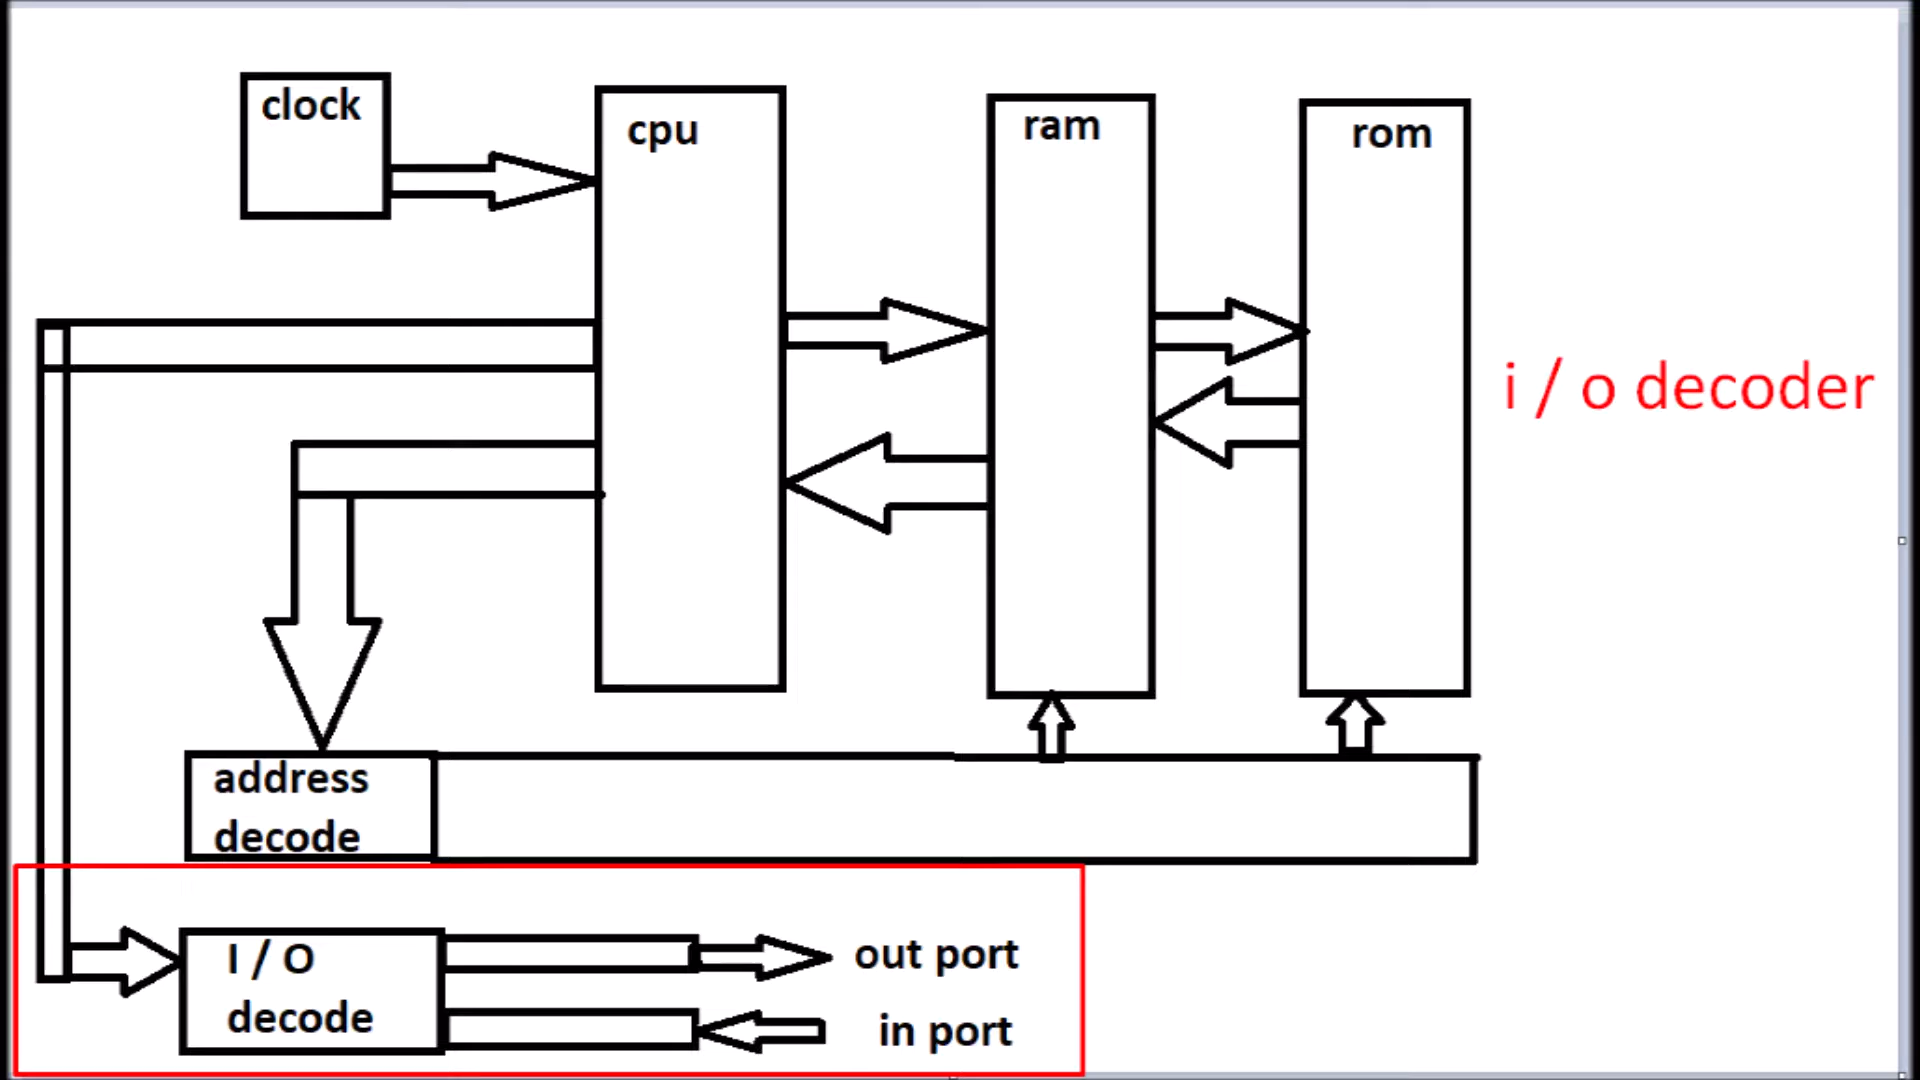 clock
cpu
ram
rom
i / o decoder
address
decode
I / O
decode
out port
in port